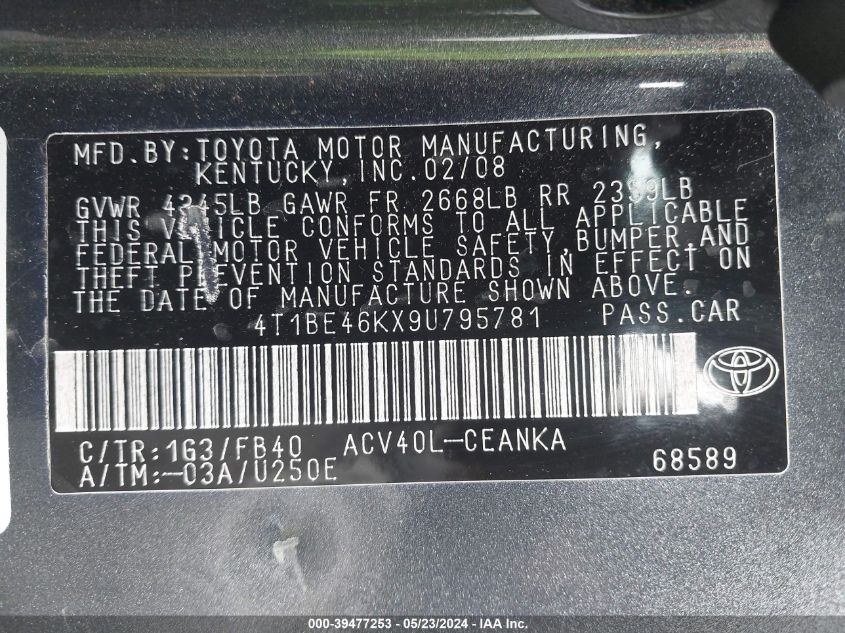 MFD. BY: TOYOTA MOTOR MANUFACTURING,
KENTUCKY, INC. 02/08
GVWR 4345LB GAWR FR 2668LB RR LB
THIS VEHICLE CONFORMS TO ALL APPLICABLE
FEDERAL MOTOR VEHICLE SAFETY, BUMPER, AND
THEFT PREVENTION STANDARDS IN EFFECT ON
THE DATE OF MANUFACTURE SHOWN ABOVE.
4T1BE46KX9U795781 PASS. CAR
C/TR: 1G3/FB40 ACV40L-CEANKA
A/TM: -03A/U250E 68589
000-39477253 - 05/23/2024 - IAA Inc.